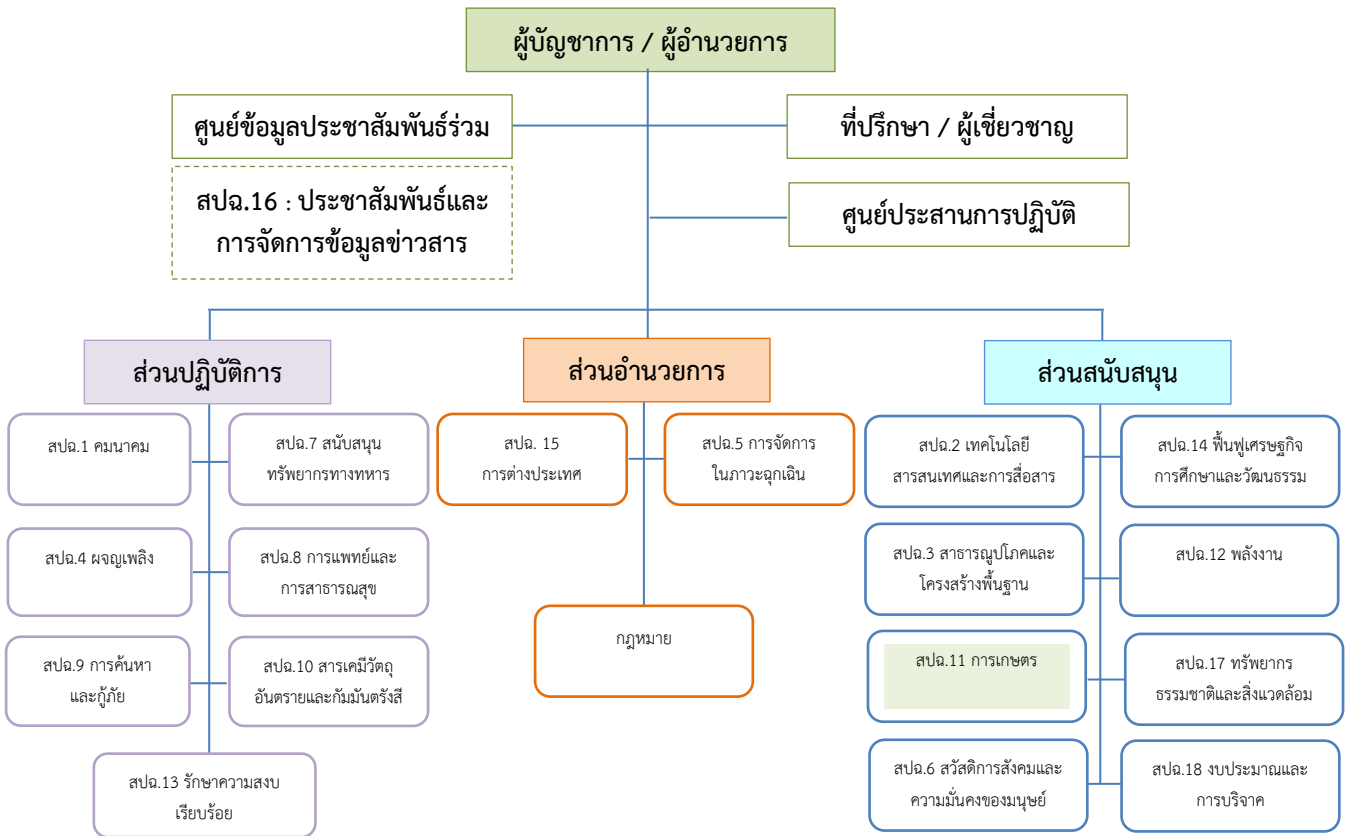 ผู้บัญชาการ / ผู้อำนวยการ
ศูนย์ข้อมูลประชาสัมพันธ์ร่วม
ที่ปรึกษา / ผู้เชี่ยวชาญ
สปฉ.16 : ประชาสัมพันธ์และ
การจัดการข้อมูลข่าวสาร
ศูนย์ประสานการปฏิบัติ
ส่วนปฏิบัติการ
สปฉ.1 คมนาคม
สปฉ.7 สนับสนุน
ทรัพยากรทางทหาร
สปฉ.4 ผจญเพลิง
สปฉ.8 การแพทย์และ
การสาธารณสุข
สปฉ.9 การค้นหา
และกู้ภัย
สปฉ.10 สารเคมีวัตถุ
อันตรายและกัมมันตรังสี
สปฉ.13 รักษาความสงบ
เรียบร้อย
ส่วนอำนวยการ
สปฉ. 15
การต่างประเทศ
สปฉ.5 การจัดการ
ในภาวะฉุกเฉิน
กฎหมาย
ส่วนสนับสนุน
สปฉ.2 เทคโนโลยี
สารสนเทศและการสื่อสาร
สปฉ.14 ฟื้นฟูเศรษฐกิจ
การศึกษาและวัฒนธรรม
สปฉ.3 สาธารณูปโภคและ
โครงสร้างพื้นฐาน
สปฉ.12 พลังงาน
สปฉ.11 การเกษตร
สปฉ.17 ทรัพยากร
ธรรมชาติและสิ่งแวดล้อม
สปฉ.6 สวัสดิการสังคมและ
ความมั่นคงของมนุษย์
สปฉ.18 งบประมาณและ
การบริจาค